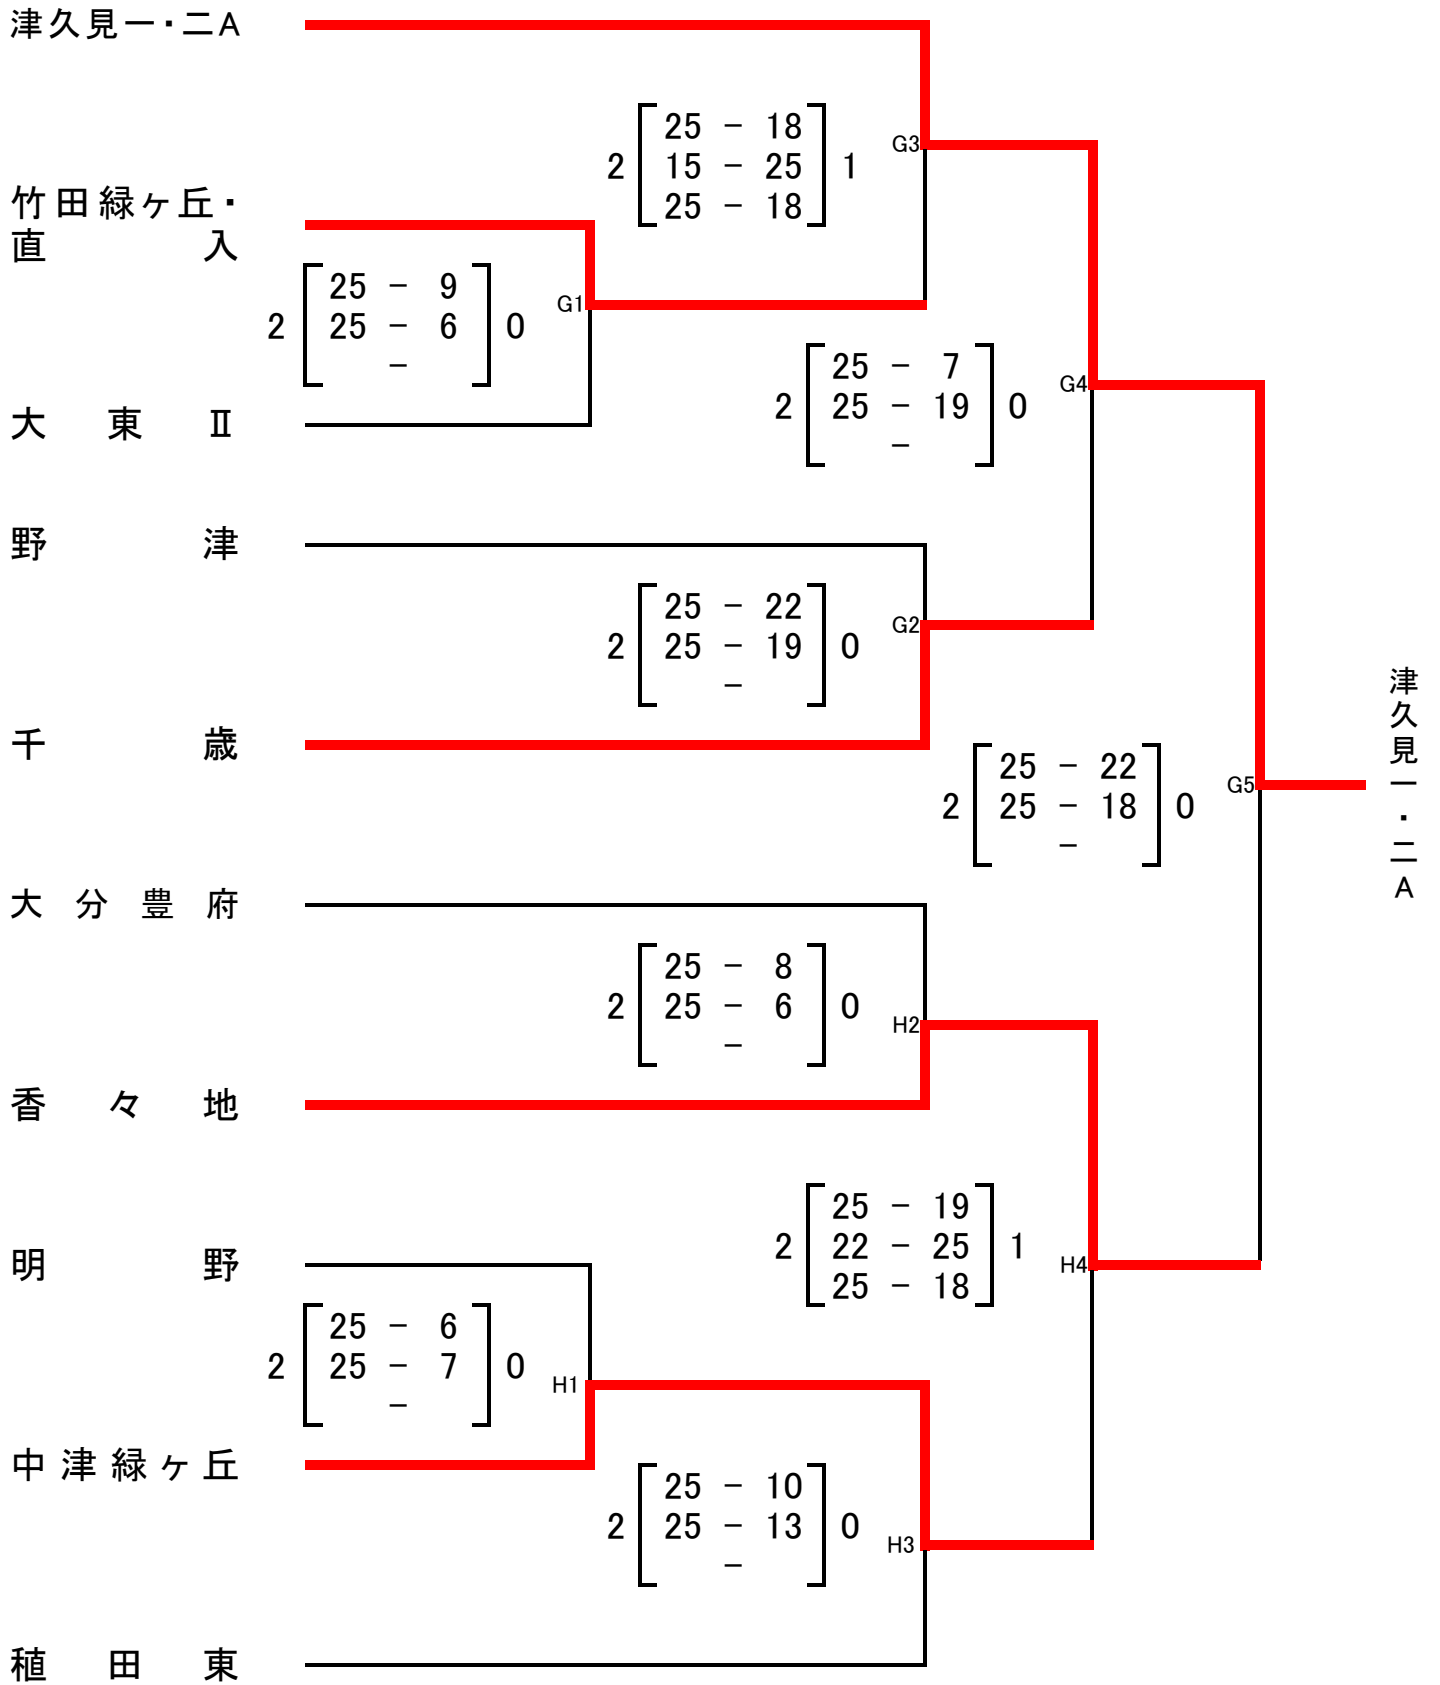 津久見一・二A
25 - 18
2 15 - 25 1
25 - 18
G3
竹田緑ヶ丘・
直入
25 - 9
2 25 - 6 0
-
G1
25 - 7
2 25 - 19 0
-
G4
大東Ⅱ
野津
25 - 22
2 25 - 19 0
-
G2
千歳
25 - 22
2 25 - 18 0
-
G5
津久見一・二A
大分豊府
25 - 8
2 25 - 6 0
-
H2
香々地
25 - 19
2 22 - 25 1
25 - 18
H4
明野
25 - 6
2 25 - 7 0
-
H1
中津緑ヶ丘
25 - 10
2 25 - 13 0
-
H3
稙田東